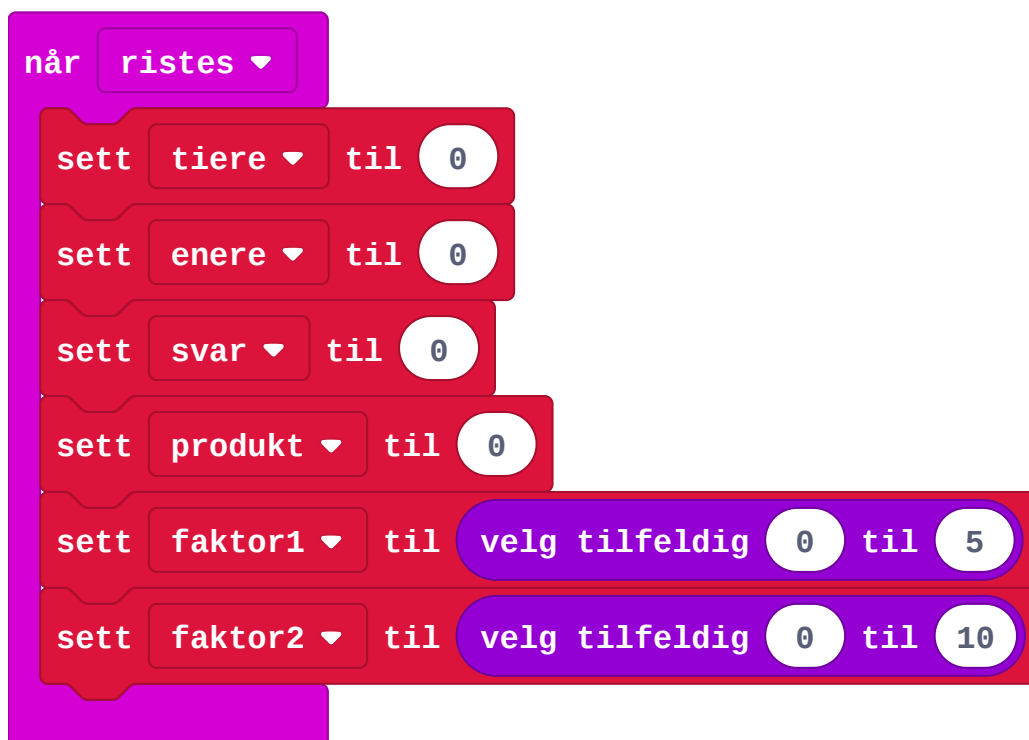 når ristes
sett tiere til 0
sett enere til 0
sett svar til 0
sett produkt til 0
sett faktor1 til velg tilfeldig 0 til 5
sett faktor2 til velg tilfeldig 0 til 10